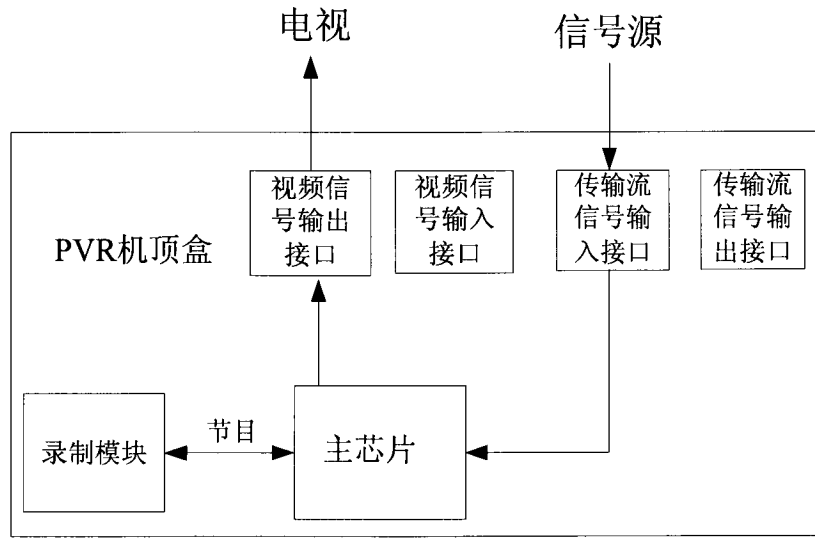 电视
信号源
视频信
号输出
接口
视频信
号输入
接口
传输流
信号输
入接口
传输流
信号输
出接口
PVR机顶盒
录制模块
节目
主芯片